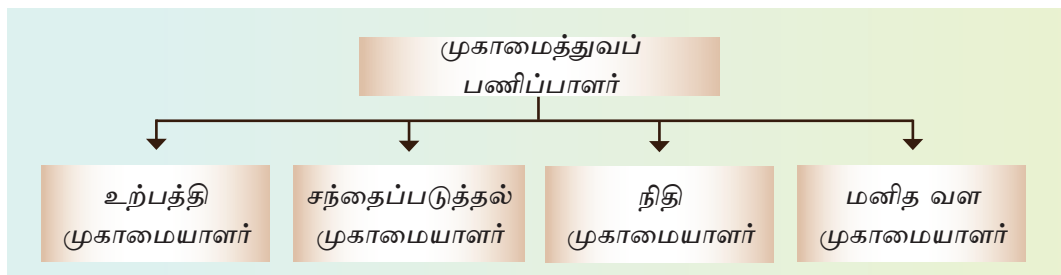 முகாமைத்துவப்
பணிப்பாளர்
உற்பத்தி
முகாமையாளர்
சந்தைப்படுத்தல்
முகாமையாளர்
நிதி
முகாமையாளர்
மனித வள
முகாமையாளர்